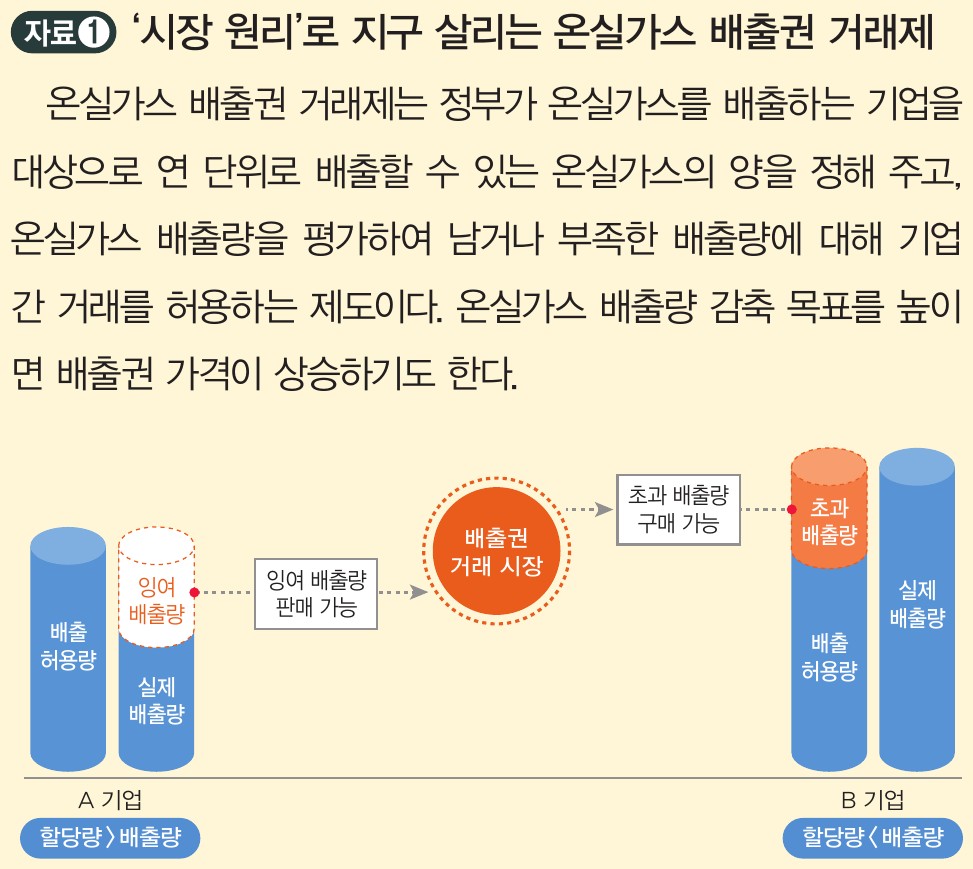 자료❶ ‘시장 원리’로 지구 살리는 온실가스 배출권 거래제
온실가스 배출권 거래제는 정부가 온실가스를 배출하는 기업을
대상으로 연 단위로 배출할 수 있는 온실가스의 양을 정해 주고,
온실가스 배출량을 평가하여 남거나 부족한 배출량에 대해 기업
간 거래를 허용하는 제도이다. 온실가스 배출량 감축 목표를 높이
면 배출권 가격이 상승하기도 한다.
배출
허용량
잉여
배출량
실제
배출량
잉여 배출량
판매 가능
배출권
거래 시장
초과 배출량
구매 가능
초과
배출량
배출
허용량
실제
배출량
A 기업
할당량 > 배출량
B 기업
할당량 < 배출량